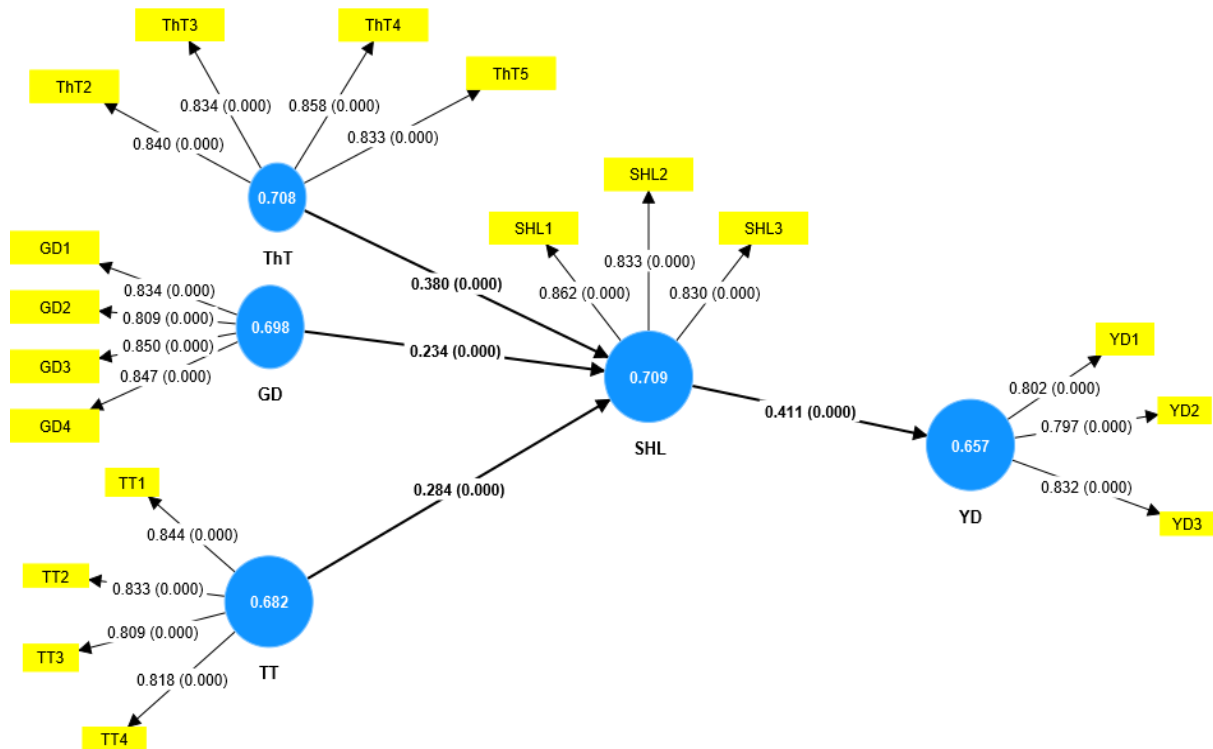 ThT3
ThT4
ThT2
ThT5
0.834 (0.000)
0.858 (0.000)
0.840 (0.000)
0.833 (0.000)
0.708
ThT
SHL2
SHL1
SHL3
0.833 (0.000)
0.862 (0.000)
0.830 (0.000)
0.380 (0.000)
GD1
GD2
GD3
GD4
0.834 (0.000)
0.809 (0.000)
0.850 (0.000)
0.847 (0.000)
0.698
GD
0.234 (0.000)
0.709
SHL
0.411 (0.000)
YD1
YD2
YD3
0.802 (0.000)
0.797 (0.000)
0.832 (0.000)
0.657
YD
0.284 (0.000)
TT1
TT2
TT3
TT4
0.844 (0.000)
0.833 (0.000)
0.809 (0.000)
0.818 (0.000)
0.682
TT